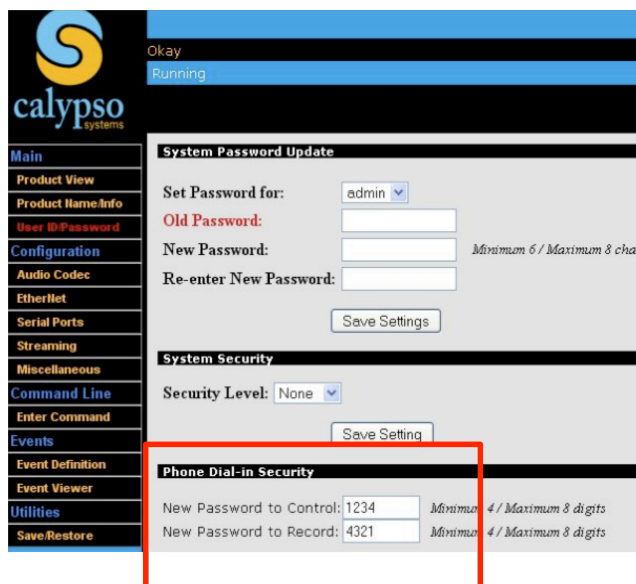 calypso
systems
Okay
Running
Main
Product View
Product Name/Info
User ID/Password
Configuration
Audio Codec
EtherNet
Serial Ports
Streaming
Miscellaneous
Command Line
Enter Command
Events
Event Definition
Event Viewer
Utilities
Save/Restore
System Password Update
Set Password for: admin
Old Password:
New Password: Minimum 6 / Maximum 8 cha
Re-enter New Password:
Save Settings
System Security
Security Level: None
Save Setting
Phone Dial-in Security
New Password to Control: 1234 Minimum 4 / Maximum 8 digits
New Password to Record: 4321 Minimum 4 / Maximum 8 digits